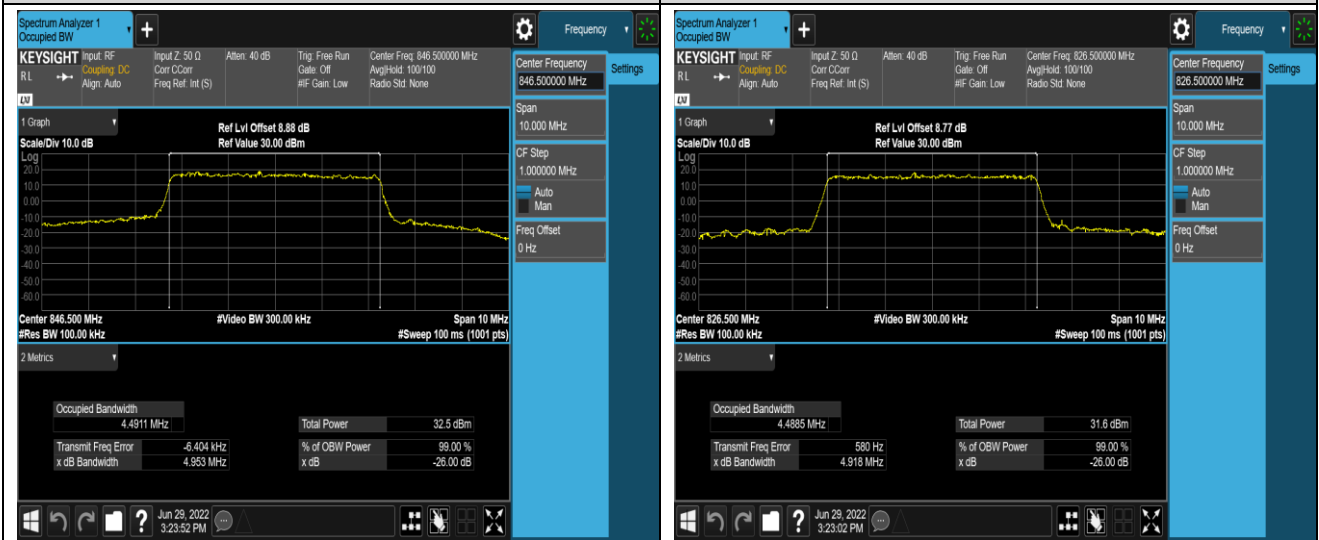 Spectrum Analyzer 1
Occupied BW
+
Frequency
KEYSIGHT
Input: RF
Input Z: 50 Ω
Atten: 40 dB
Trig: Free Run
Center Freq: 846.500000 MHz
R L
Coupling: DC
Corr CCorr
Gate: Off
Avg|Hold: 100/100
Align: Auto
Freq Ref: Int (S)
#IF Gain: Low
Radio Std: None
LXI
Center Frequency
846.500000 MHz
Settings
Span
10.000 MHz
CF Step
1.000000 MHz
Auto
Man
Freq Offset
0 Hz
1 Graph
Ref Lvl Offset 8.88 dB
Scale/Div 10.0 dB
Ref Value 30.00 dBm
Log
20.0
10.0
0.00
-10.0
-20.0
-30.0
-40.0
-50.0
-60.0
Center 846.500 MHz
#Video BW 300.00 kHz
Span 10 MHz
#Res BW 100.00 kHz
#Sweep 100 ms (1001 pts)
2 Metrics
Occupied Bandwidth
4.4911 MHz
Total Power 32.5 dBm
Transmit Freq Error -6.404 kHz
% of OBW Power 99.00 %
x dB Bandwidth 4.953 MHz
x dB -26.00 dB
?
Jun 29, 2022
3:23:52 PM
Spectrum Analyzer 1
Occupied BW
+
Frequency
KEYSIGHT
Input: RF
Input Z: 50 Ω
Atten: 40 dB
Trig: Free Run
Center Freq: 826.500000 MHz
R L
Coupling: DC
Corr CCorr
Gate: Off
Avg|Hold: 100/100
Align: Auto
Freq Ref: Int (S)
#IF Gain: Low
Radio Std: None
LXI
Center Frequency
826.500000 MHz
Settings
Span
10.000 MHz
CF Step
1.000000 MHz
Auto
Man
Freq Offset
0 Hz
1 Graph
Ref Lvl Offset 8.77 dB
Scale/Div 10.0 dB
Ref Value 30.00 dBm
Log
20.0
10.0
0.00
-10.0
-20.0
-30.0
-40.0
-50.0
-60.0
Center 826.500 MHz
#Video BW 300.00 kHz
Span 10 MHz
#Res BW 100.00 kHz
#Sweep 100 ms (1001 pts)
2 Metrics
Occupied Bandwidth
4.4885 MHz
Total Power 31.6 dBm
Transmit Freq Error 580 Hz
% of OBW Power 99.00 %
x dB Bandwidth 4.918 MHz
x dB -26.00 dB
?
Jun 29, 2022
3:23:02 PM